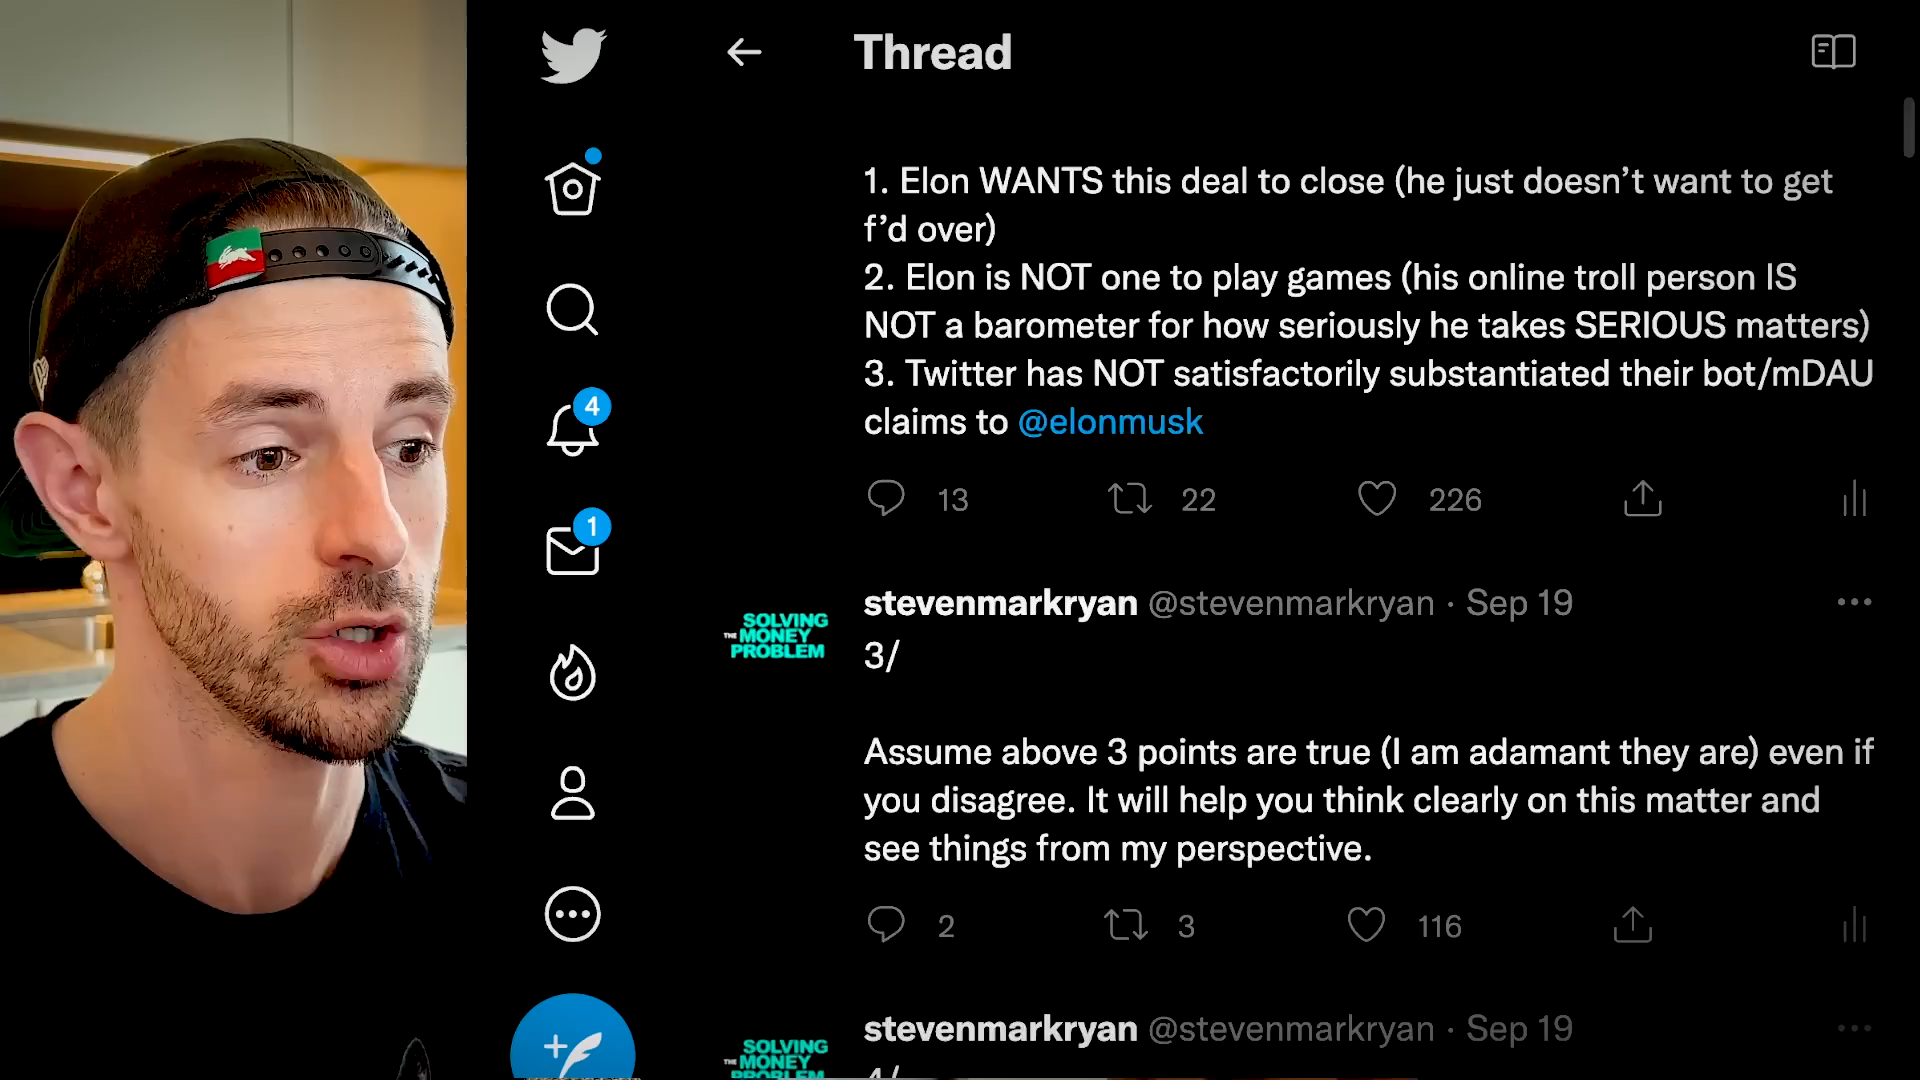 Thread
1. Elon WANTS this deal to close (he just doesn’t want to get
f’d over)
2. Elon is NOT one to play games (his online troll person IS
NOT a barometer for how seriously he takes SERIOUS matters)
3. Twitter has NOT satisfactorily substantiated their bot/mDAU
claims to @elonmusk
4
13
22
226
1
stevenmarkryan @stevenmarkryan · Sep 19
SOLVING
THE MONEY
PROBLEM
3/
Assume above 3 points are true (I am adamant they are) even if
you disagree. It will help you think clearly on this matter and
see things from my perspective.
2
3
116
stevenmarkryan @stevenmarkryan · Sep 19
SOLVING
THE MONEY
PROBLEM
4/